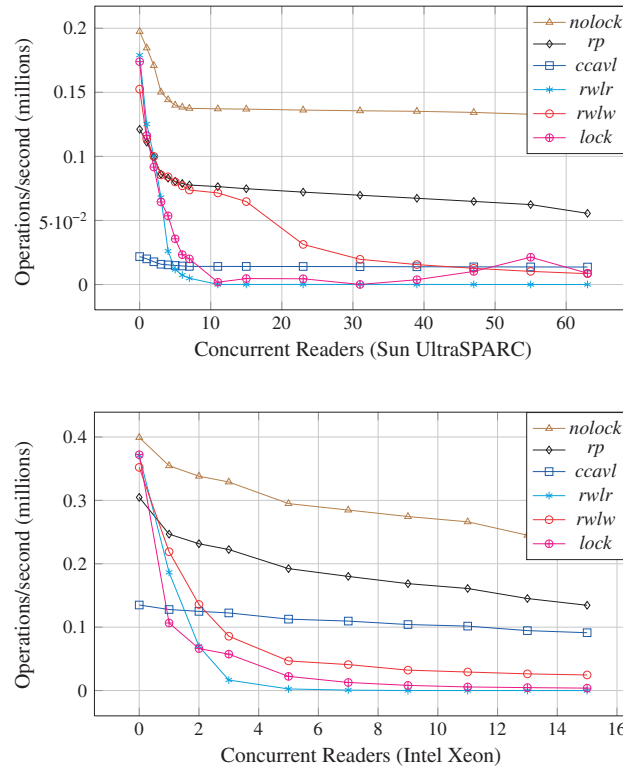 0.2
0.15
0.1
5·10⁻²
0
Operations/second (millions)
nolock
rp
ccavl
rwlr
rwlw
lock
0 10 20 30 40 50 60
Concurrent Readers (Sun UltraSPARC)
0.4
0.3
0.2
0.1
0
Operations/second (millions)
nolock
rp
ccavl
rwlr
rwlw
lock
0 2 4 6 8 10 12 14 16
Concurrent Readers (Intel Xeon)